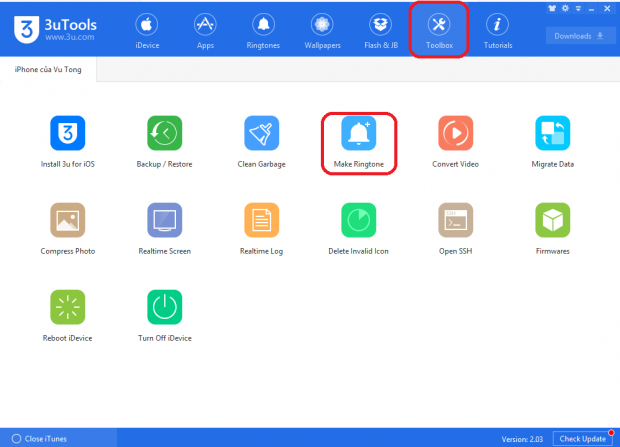 3uTools
www.3u.com
iDevice
Apps
Ringtones
Wallpapers
Flash & JB
Toolbox
Tutorials
Downloads
iPhone của Vu Tong
Install 3u for iOS
Backup / Restore
Clean Garbage
Make Ringtone
Convert Video
Migrate Data
Compress Photo
Realtime Screen
Realtime Log
Delete Invalid Icon
SSH
Open SSH
Firmwares
Reboot iDevice
Turn Off iDevice
Close iTunes
Version: 2.03
Check Update